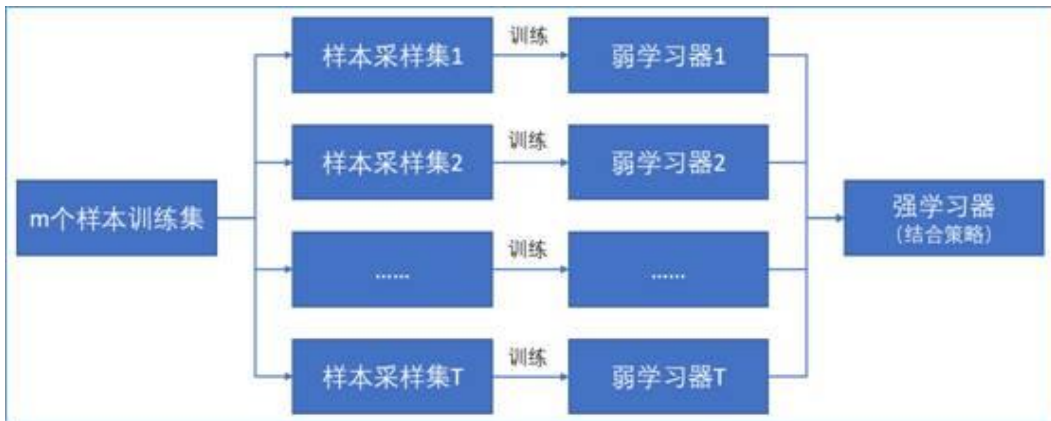 样本采样集1
训练
弱学习器1
样本采样集2
训练
弱学习器2
m个样本训练集
强学习器
(结合策略)
......
训练
......
样本采样集T
训练
弱学习器T